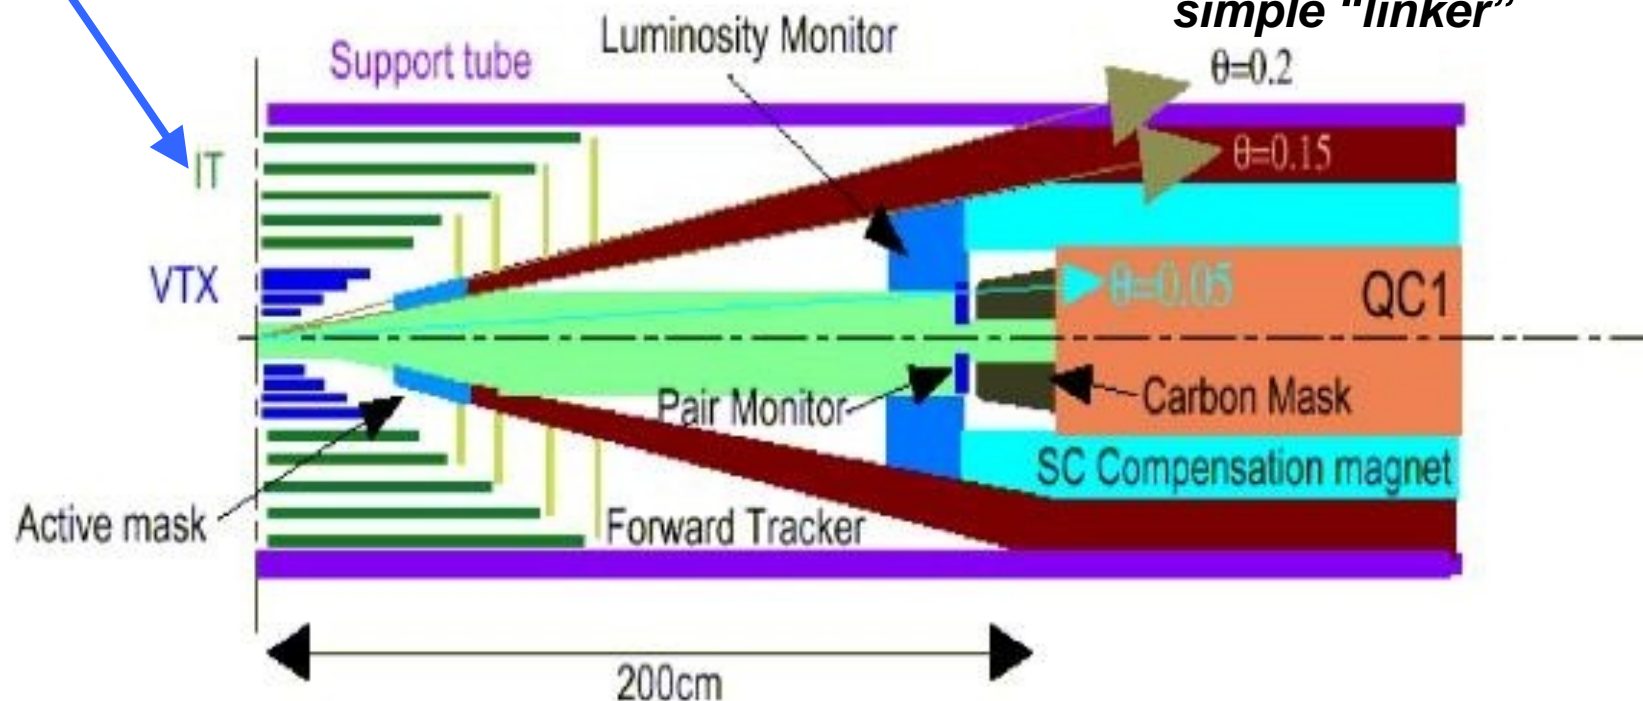 simple "linker"
Luminosity Monitor
Support tube
θ=0.2
θ=0.15
IT
VTX
θ=0.05
QC1
Pair Monitor
Carbon Mask
SC Compensation magnet
Active mask
Forward Tracker
200cm